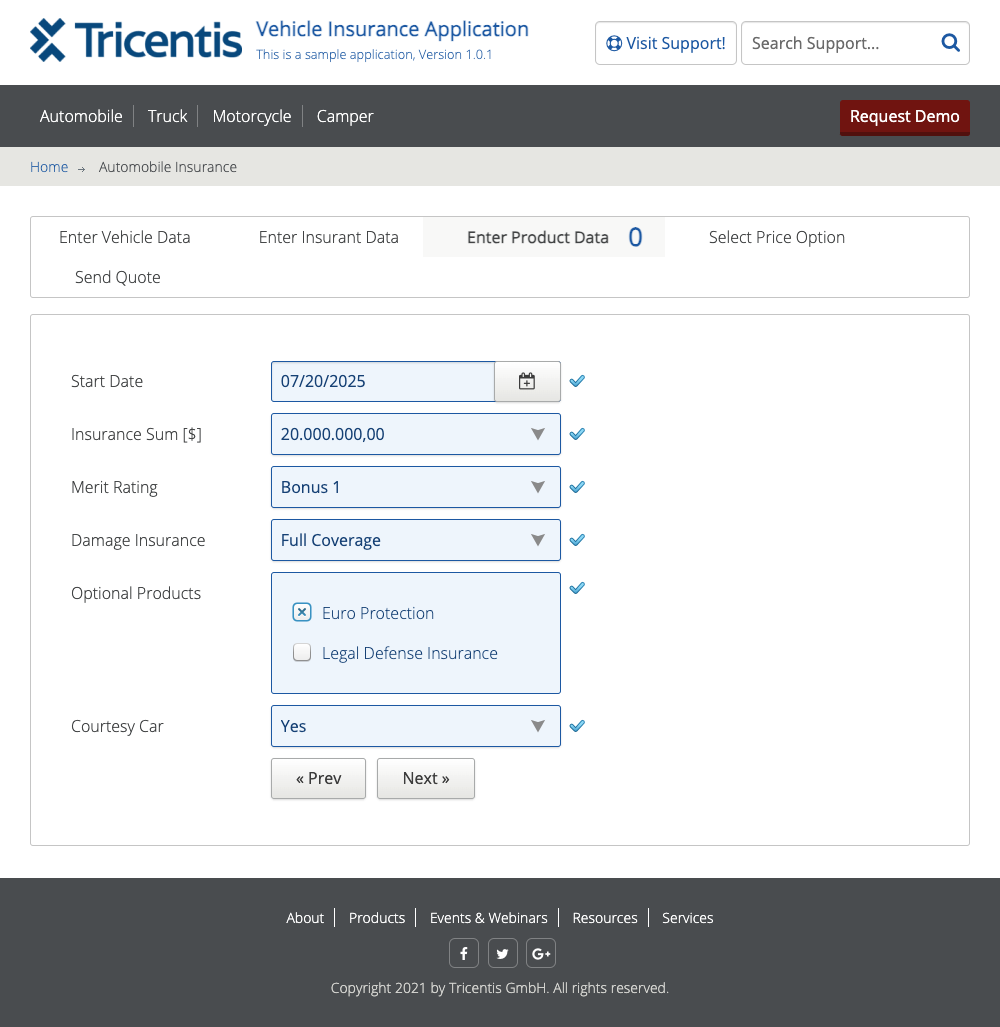 Tricentis
Vehicle Insurance Application
This is a sample application, Version 1.0.1
Visit Support!
Search Support...
Automobile
Truck
Motorcycle
Camper
Request Demo
Home → Automobile Insurance
Enter Vehicle Data
Enter Insurant Data
Enter Product Data 0
Select Price Option
Send Quote
Start Date
07/20/2025
Insurance Sum [$]
20.000.000,00
Merit Rating
Bonus 1
Damage Insurance
Full Coverage
Optional Products
Euro Protection
Legal Defense Insurance
Courtesy Car
Yes
« Prev
Next »
About
Products
Events & Webinars
Resources
Services
Copyright 2021 by Tricentis GmbH. All rights reserved.